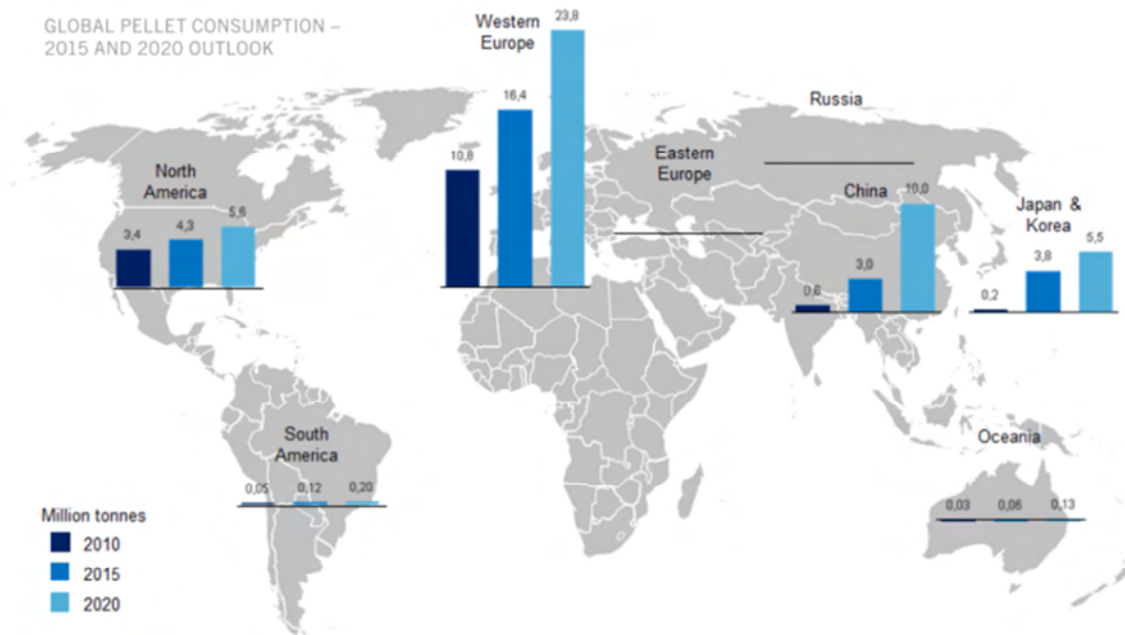 GLOBAL PELLET CONSUMPTION –
2015 AND 2020 OUTLOOK
Western
Europe
23,8
16,4
10,8
Russia
Eastern
Europe
North
America
3,4
4,3
5,6
China
0,6
3,0
10,0
Japan &
Korea
0,2
3,8
5,5
South
America
0,05
0,12
0,20
Oceania
0,03
0,06
0,13
Million tonnes
2010
2015
2020